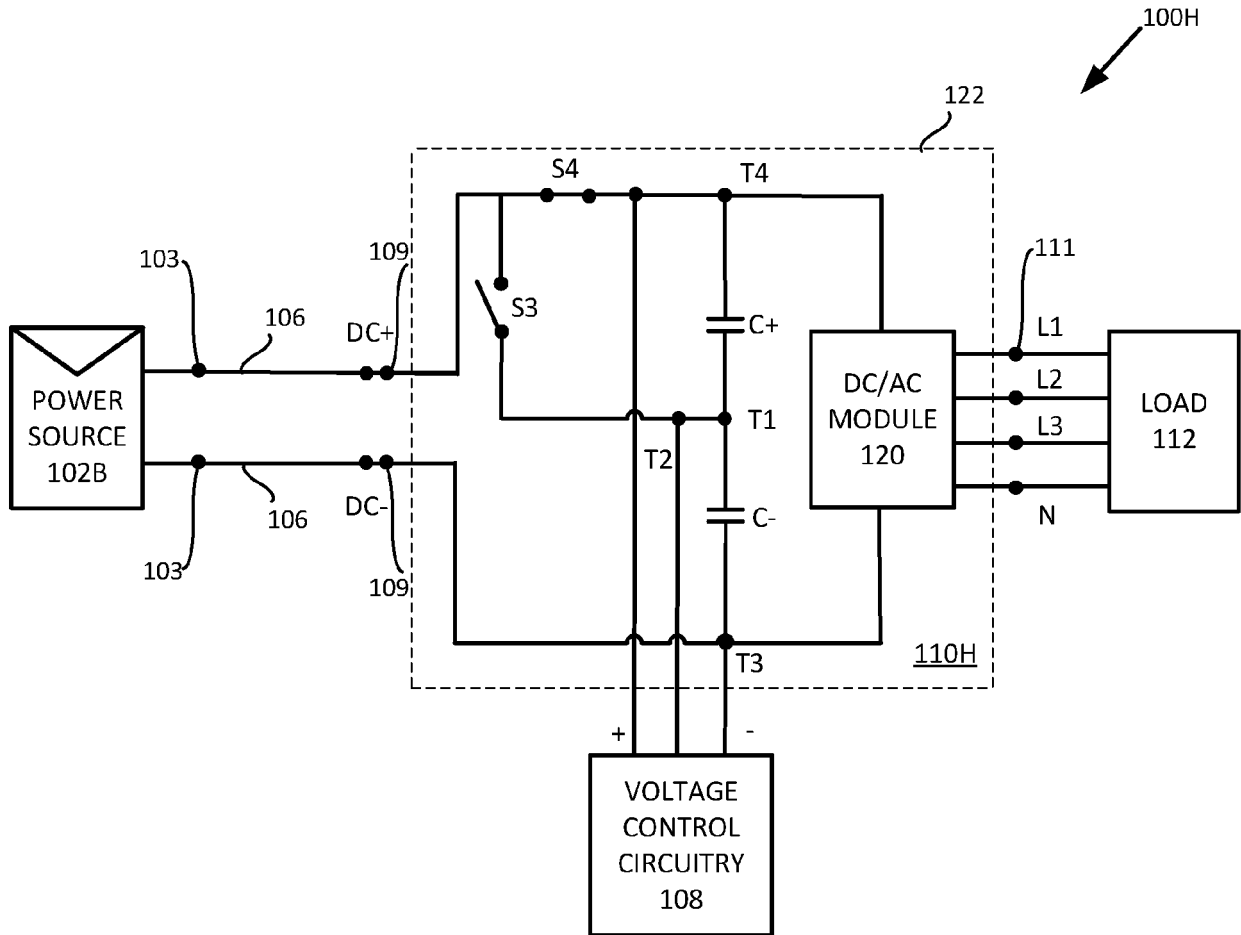 100H
122
S4
T4
103
109
111
106
DC+
S3
C+
L1
POWER
SOURCE
102B
DC/AC
MODULE
120
L2
LOAD
112
T1
L3
T2
DC-
106
C-
N
103
109
T3
110H
+
-
VOLTAGE
CONTROL
CIRCUITRY
108